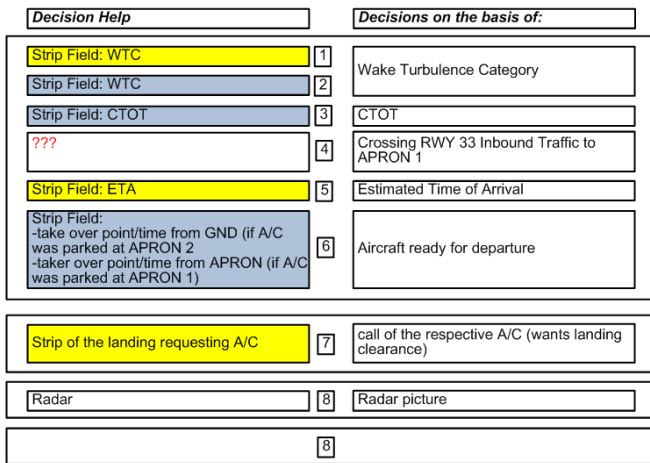 Decision Help
Decisions on the basis of:
Strip Field: WTC
1
Wake Turbulence Category
Strip Field: WTC
2
Strip Field: CTOT
3
CTOT
???
4
Crossing RWY 33 Inbound Traffic to
APRON 1
Strip Field: ETA
5
Estimated Time of Arrival
Strip Field:
-take over point/time from GND (if A/C
was parked at APRON 2
-taker over point/time from APRON (if A/C
was parked at APRON 1)
6
Aircraft ready for departure
Strip of the landing requesting A/C
7
call of the respective A/C (wants landing
clearance)
Radar
8
Radar picture
8